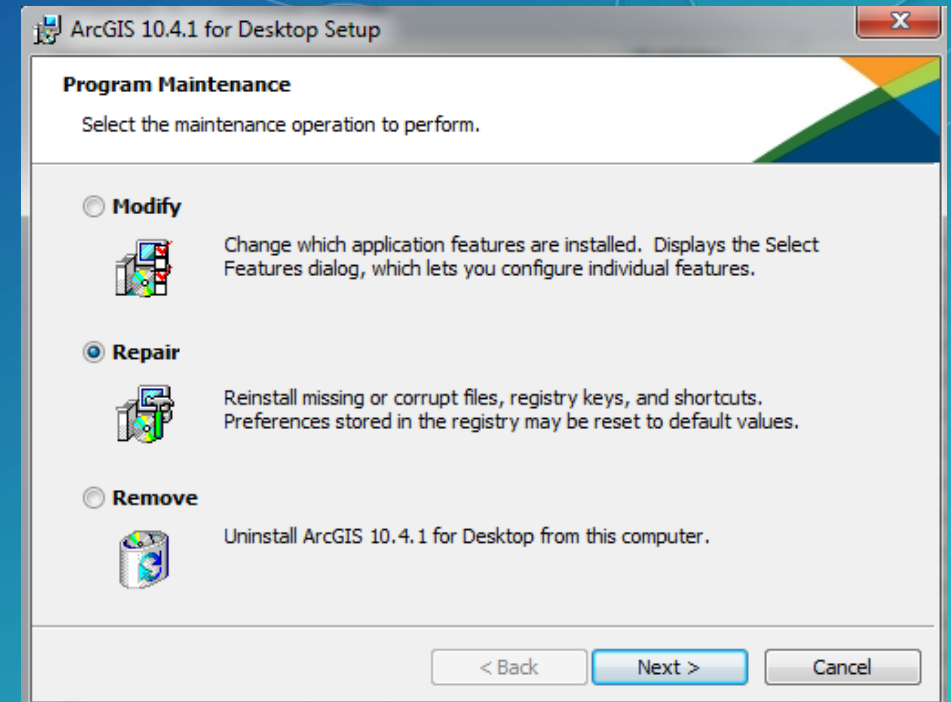 ArcGIS 10.4.1 for Desktop Setup
Program Maintenance
Select the maintenance operation to perform.
Modify
Change which application features are installed.  Displays the Select
Features dialog, which lets you configure individual features.
Repair
Reinstall missing or corrupt files, registry keys, and shortcuts.
Preferences stored in the registry may be reset to default values.
Remove
Uninstall ArcGIS 10.4.1 for Desktop from this computer.
< Back Next > Cancel